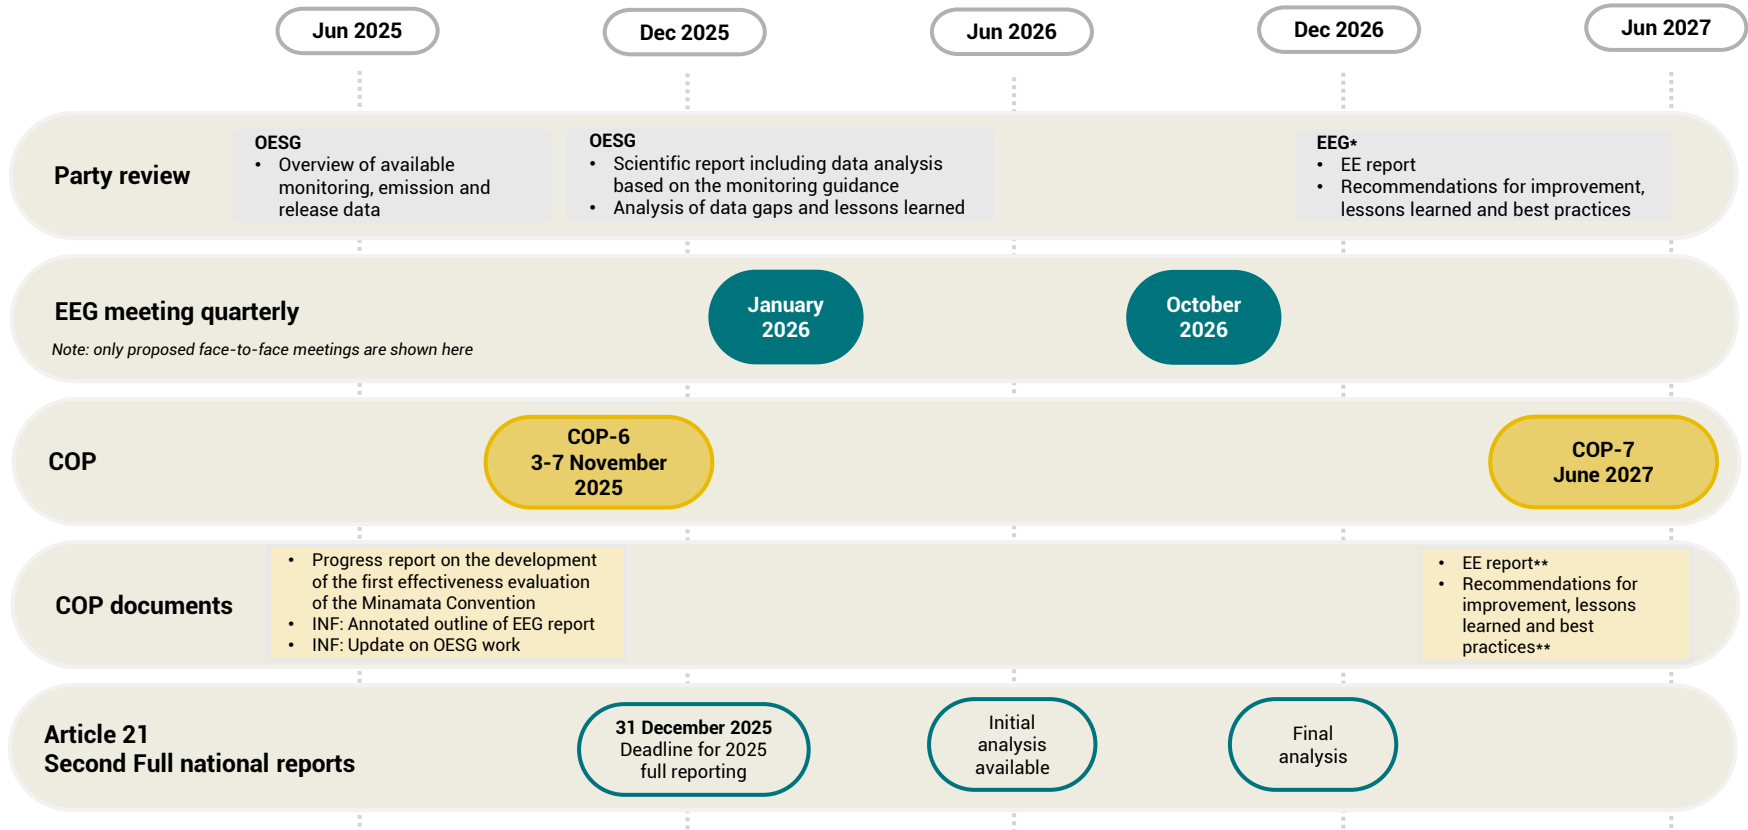 Jun 2025
Dec 2025
Jun 2026
Dec 2026
Jun 2027
Party review
OESG
• Overview of available
monitoring, emission and
release data
OESG
• Scientific report including data analysis
based on the monitoring guidance
• Analysis of data gaps and lessons learned
EEG*
• EE report
• Recommendations for improvement,
lessons learned and best practices
EEG meeting quarterly
Note: only proposed face-to-face meetings are shown here
January
2026
October
2026
COP
COP-6
3-7 November
2025
COP-7
June 2027
COP documents
• Progress report on the development
of the first effectiveness evaluation
of the Minamata Convention
• INF: Annotated outline of EEG report
• INF: Update on OESG work
• EE report**
• Recommendations for
improvement, lessons
learned and best
practices**
Article 21
Second Full national reports
31 December 2025
Deadline for 2025
full reporting
Initial
analysis
available
Final
analysis